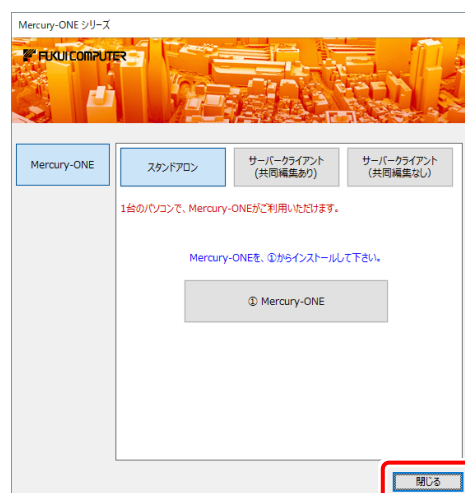 Mercury-ONE シリーズ
FUKUI COMPUTER
Mercury-ONE
スタンドアロン
サーバークライアント
(共同編集あり)
サーバークライアント
(共同編集なし)
1台のパソコンで、Mercury-ONEがご利用いただけます。
Mercury-ONEを、①からインストールして下さい。
① Mercury-ONE
閉じる